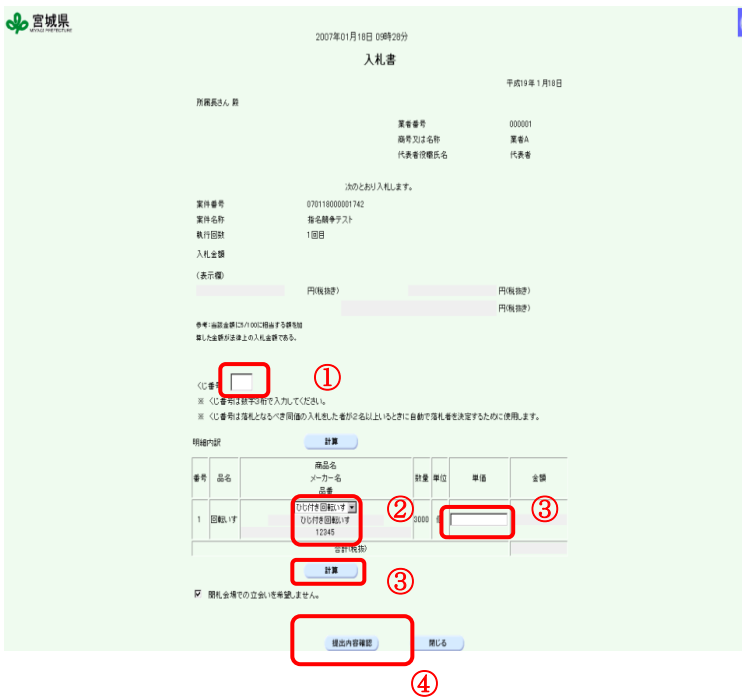 宮城県
MIYAGI PREFECTURE
2007年01月18日 09時28分
入札書
平成19年1月18日
所属長さん 殿
業者番号 000001
商号又は名称 業者A
代表者役職氏名 代表者
次のとおり入札します。
案件番号 070118000001742
案件名称 指名競争テスト
執行回数 1回目
入札金額
(表示欄)
円(税抜き) 円(税抜き)
円(税抜き)
参考:当該金額に5/100に相当する額を加
算した金額が法律上の入札金額である。
くじ番号 ①
※ くじ番号は数字3桁で入力してください。
※ くじ番号は落札となるべき同価の入札をした者が2名以上いるときに自動で落札者を決定するために使用します。
明細内訳 計算
番号 品名 商品名 メーカー名 品番 数量 単位 単価 金額
1 回転いす ひじ付き回転いす ② 3000 ③
ひじ付き回転いす
12345
合計(税抜)
計算 ③
開札会場での立会いを希望しません。
提出内容確認 閉じる
④